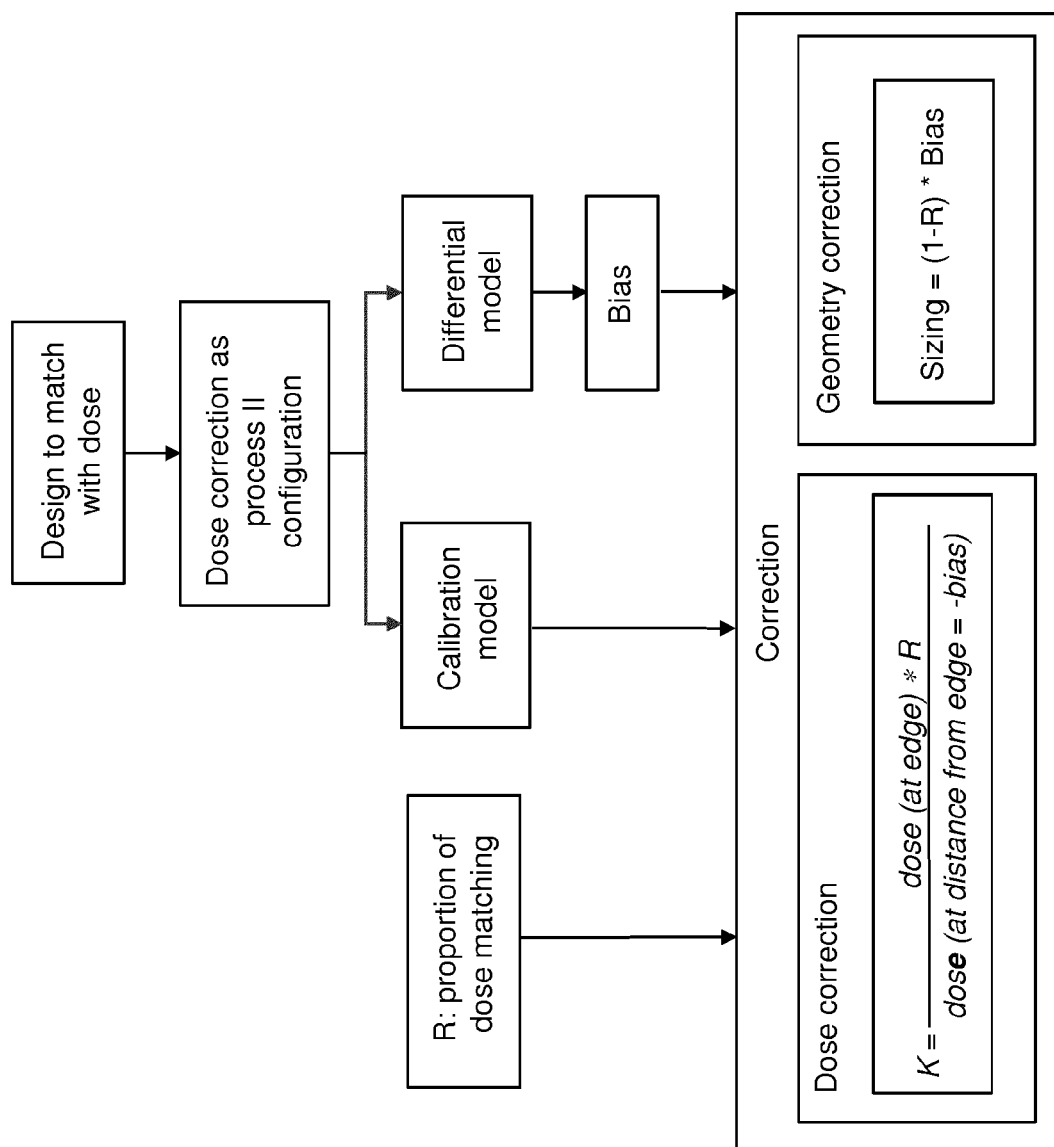 Design to match
with dose
Dose correction as
process II
configuration
R: proportion of
dose matching
Calibration
model
Differential
model
Bias
Correction
Dose correction
K = dose (at edge) * R
dose (at distance from edge = -bias)
Geometry correction
Sizing = (1-R) * Bias